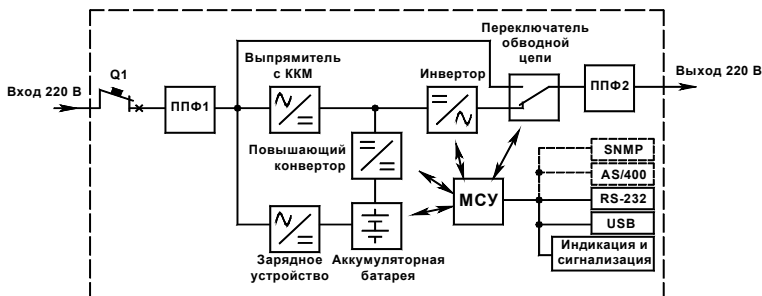 Переключатель
обводной
цепи
Выпрямитель
с ККМ
Инвертор
Q1
Вход 220 В
Выход 220 В
ППФ1
ППФ2
Повышающий
конвертор
МСУ
SNMP
AS/400
RS-232
USB
Индикация и
сигнализация
Зарядное
устройство
Аккумуляторная
батарея